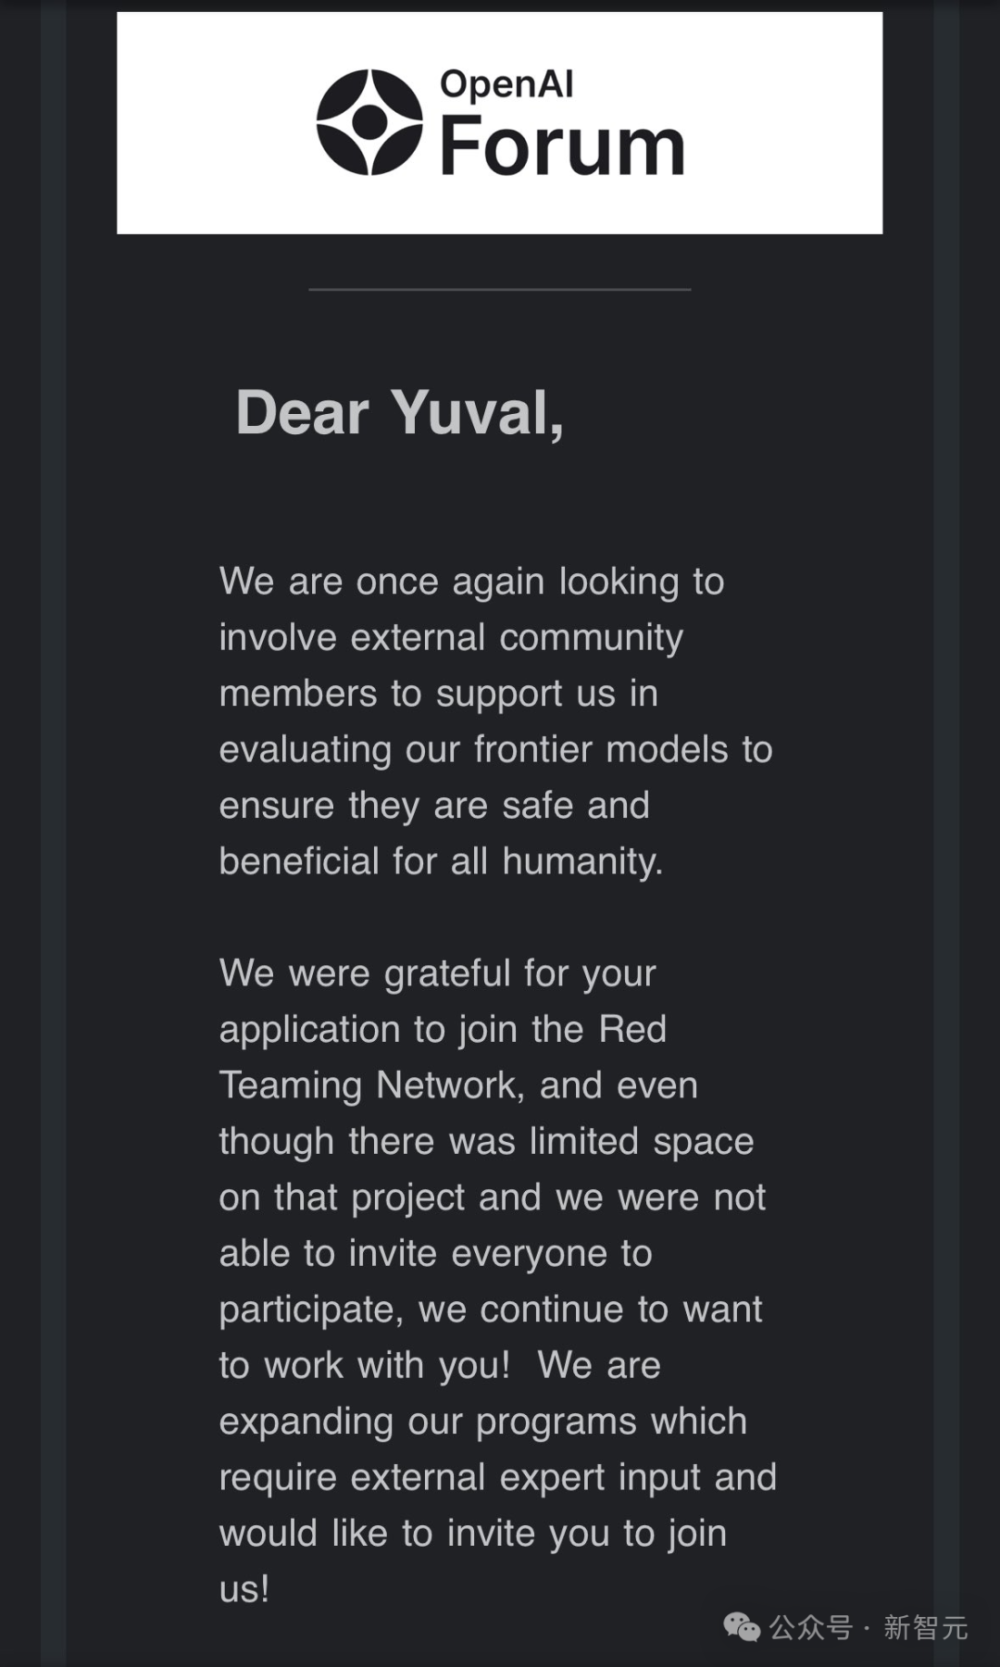 OpenAI
Forum
Dear Yuval,
We are once again looking to
involve external community
members to support us in
evaluating our frontier models to
ensure they are safe and
beneficial for all humanity.
We were grateful for your
application to join the Red
Teaming Network, and even
though there was limited space
on that project and we were not
able to invite everyone to
participate, we continue to want
to work with you!  We are
expanding our programs which
require external expert input and
would like to invite you to join
us!
公众号 · 新智元